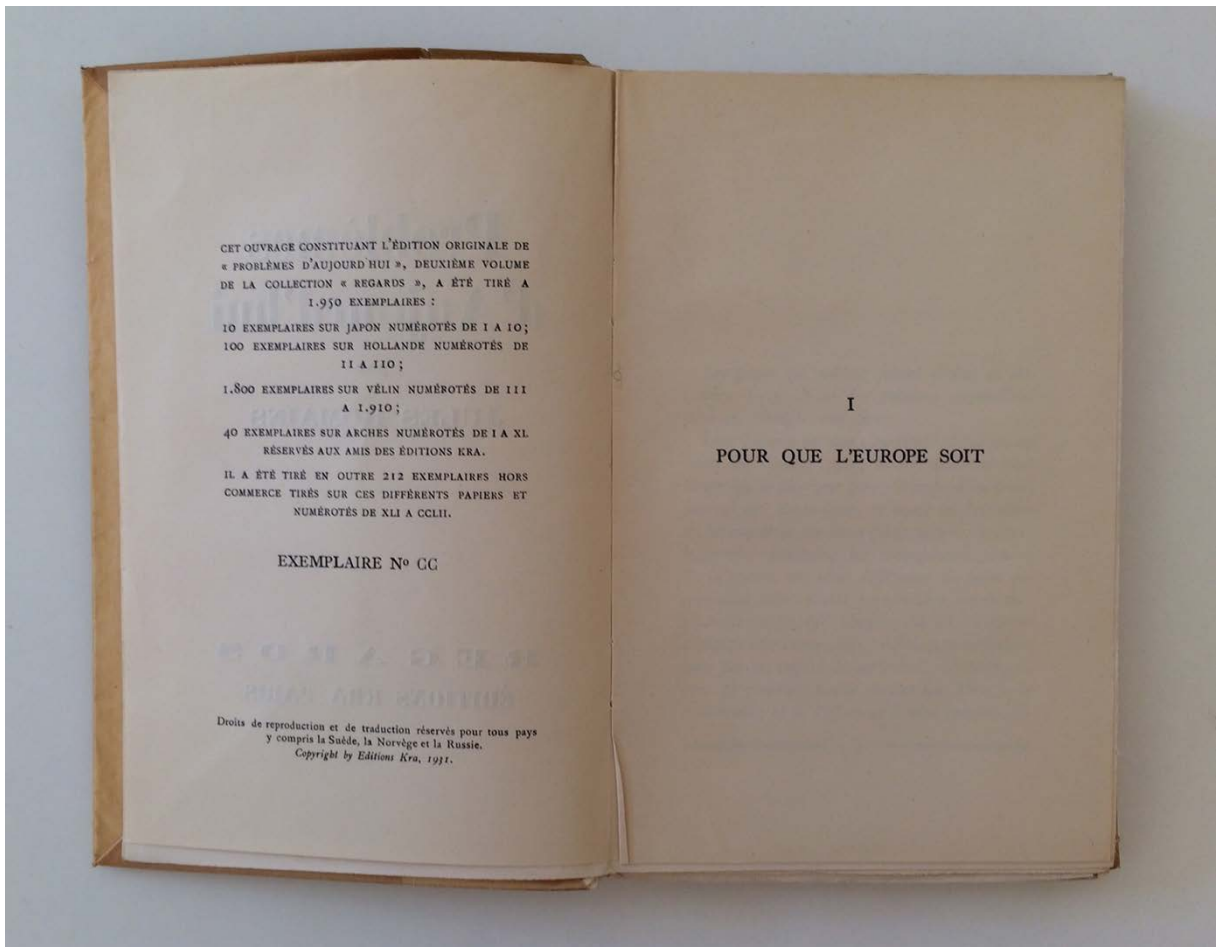 CET OUVRAGE CONSTITUANT L'ÉDITION ORIGINALE DE
« PROBLÈMES D'AUJOURD'HUI », DEUXIÈME VOLUME
DE LA COLLECTION « REGARDS », A ÉTÉ TIRÉ A
1.950 EXEMPLAIRES :
10 EXEMPLAIRES SUR JAPON NUMÉROTÉS DE 1 A 10;
100 EXEMPLAIRES SUR HOLLANDE NUMÉROTÉS DE
11 A 110;
1.800 EXEMPLAIRES SUR VÉLIN NUMÉROTÉS DE 111
A 1.910;
40 EXEMPLAIRES SUR ARCHES NUMÉROTÉS DE I A XL
RÉSERVÉS AUX AMIS DES ÉDITIONS KRA.
IL A ÉTÉ TIRÉ EN OUTRE 212 EXEMPLAIRES HORS
COMMERCE TIRÉS SUR CES DIFFÉRENTS PAPIERS ET
NUMÉROTÉS DE XLI A CCLII.
EXEMPLAIRE Nº CC
Droits de reproduction et de traduction réservés pour tous pays
y compris la Suède, la Norvège et la Russie.
Copyright by Editions Kra, 1931.
I
POUR QUE L'EUROPE SOIT